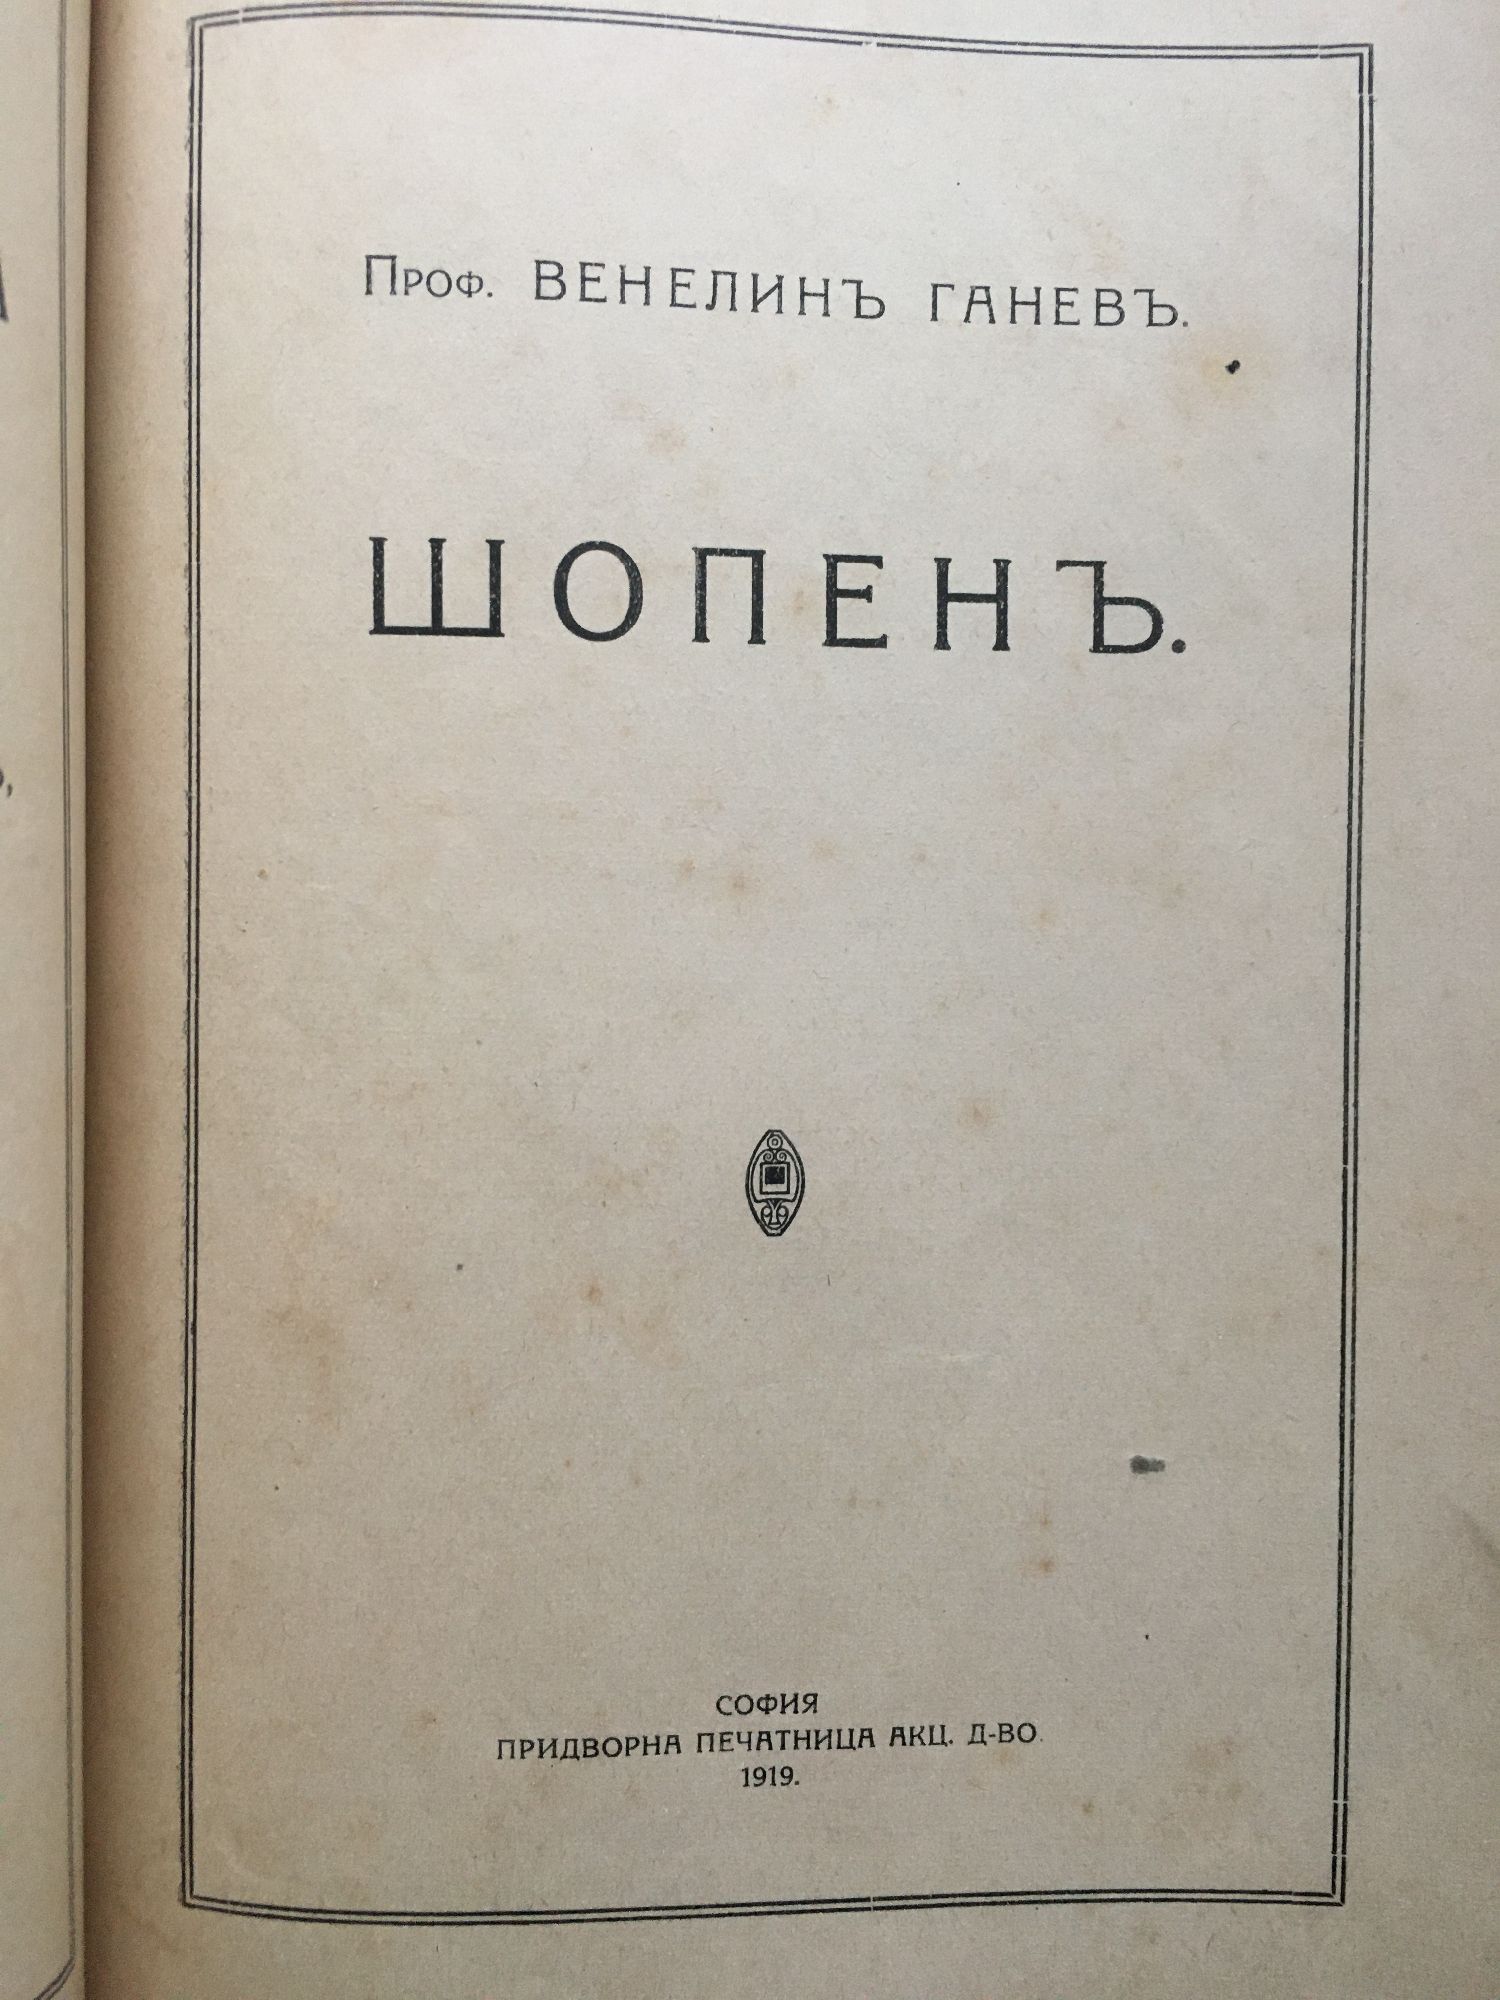 Проф. ВЕНЕЛИНЪ ГАНЕВЪ.
ШОПЕНЪ.
СОФИЯ
ПРИДВОРНА ПЕЧАТНИЦА АКЦ. Д-ВО.
1919.